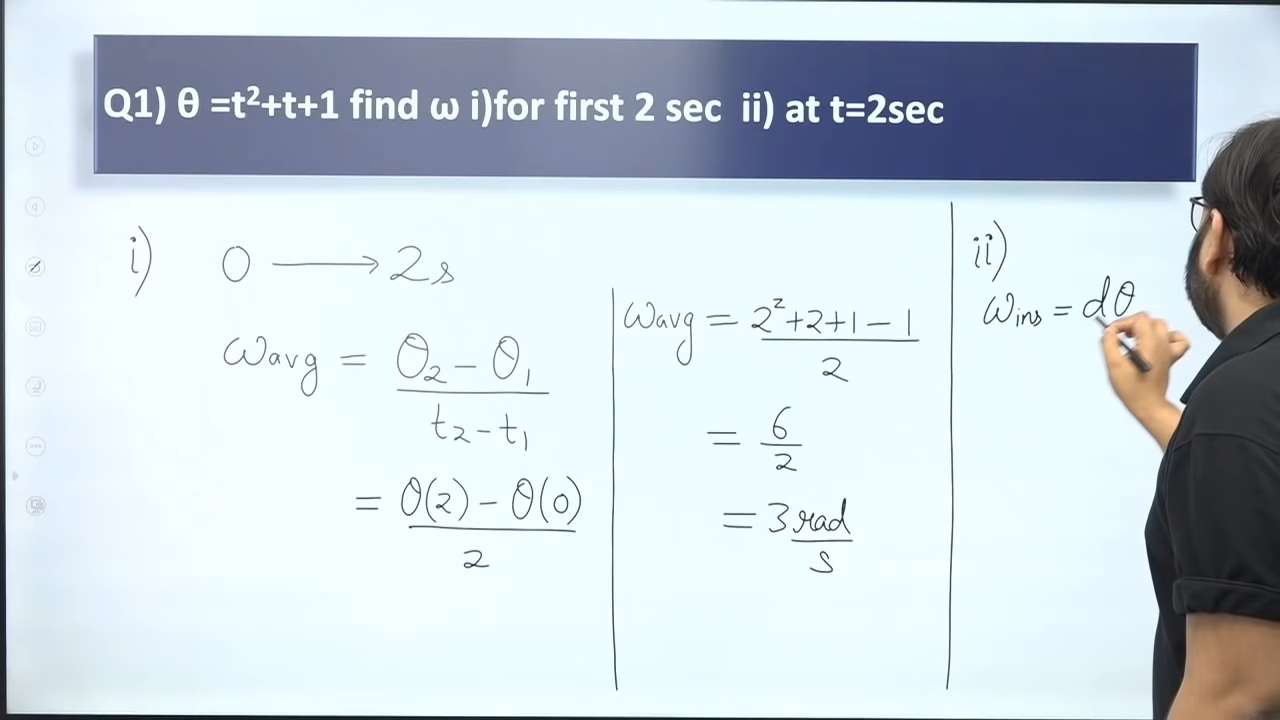 Q1) θ =t²+t+1 find ω i)for first 2 sec ii) at t=2sec
i) 0 ⟶ 2s
ωavg = (θ₂ - θ₁)/(t₂ - t₁)
= (θ(2) - θ(0))/2
ωavg = (2² + 2 + 1 - 1)/2
= 6/2
= 3 rad/s
ii)
ωins = dθ